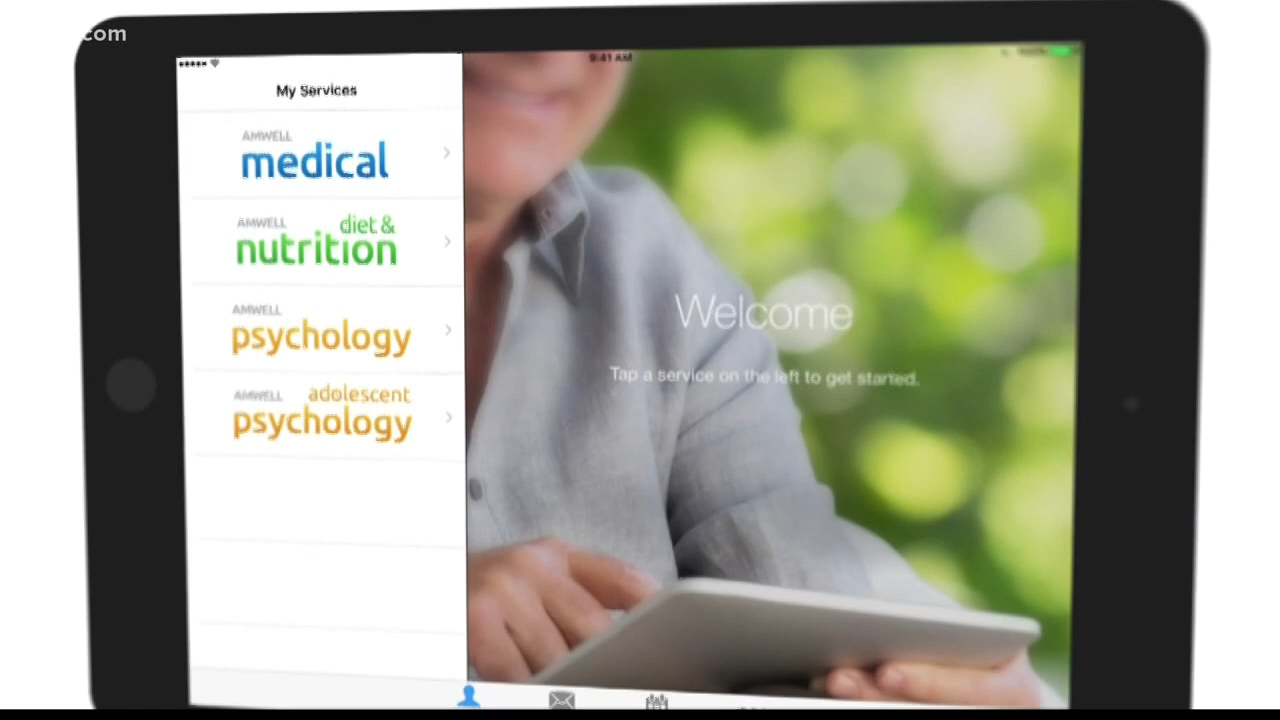 .com
9:41 AM
My Services
AMWELL
medical
AMWELL
diet &
nutrition
AMWELL
psychology
AMWELL
adolescent
psychology
Welcome
Tap a service on the left to get started.